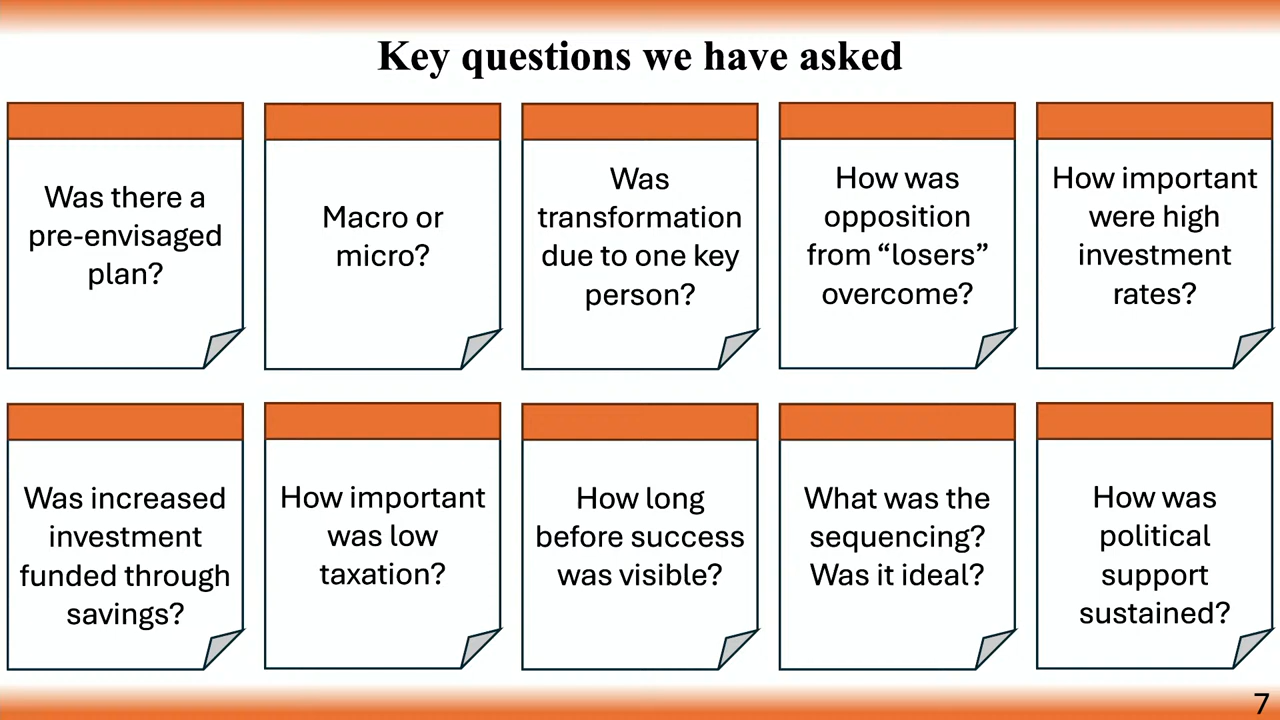 Key questions we have asked
Was there a
pre-envisaged
plan?
Macro or
micro?
Was
transformation
due to one key
person?
How was
opposition
from “losers”
overcome?
How important
were high
investment
rates?
Was increased
investment
funded through
savings?
How important
was low
taxation?
How long
before success
was visible?
What was the
sequencing?
Was it ideal?
How was
political
support
sustained?
7